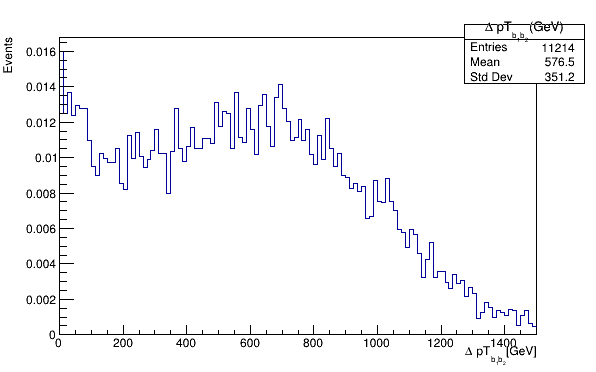 Δ pT_{b_1b_2}(GeV)
Entries 11214
Mean 576.5
Std Dev 351.2
Events
0.016
0.014
0.012
0.01
0.008
0.006
0.004
0.002
0
0 200 400 600 800 1000 1200 1400
Δ pT_{b_1b_2}[GeV]